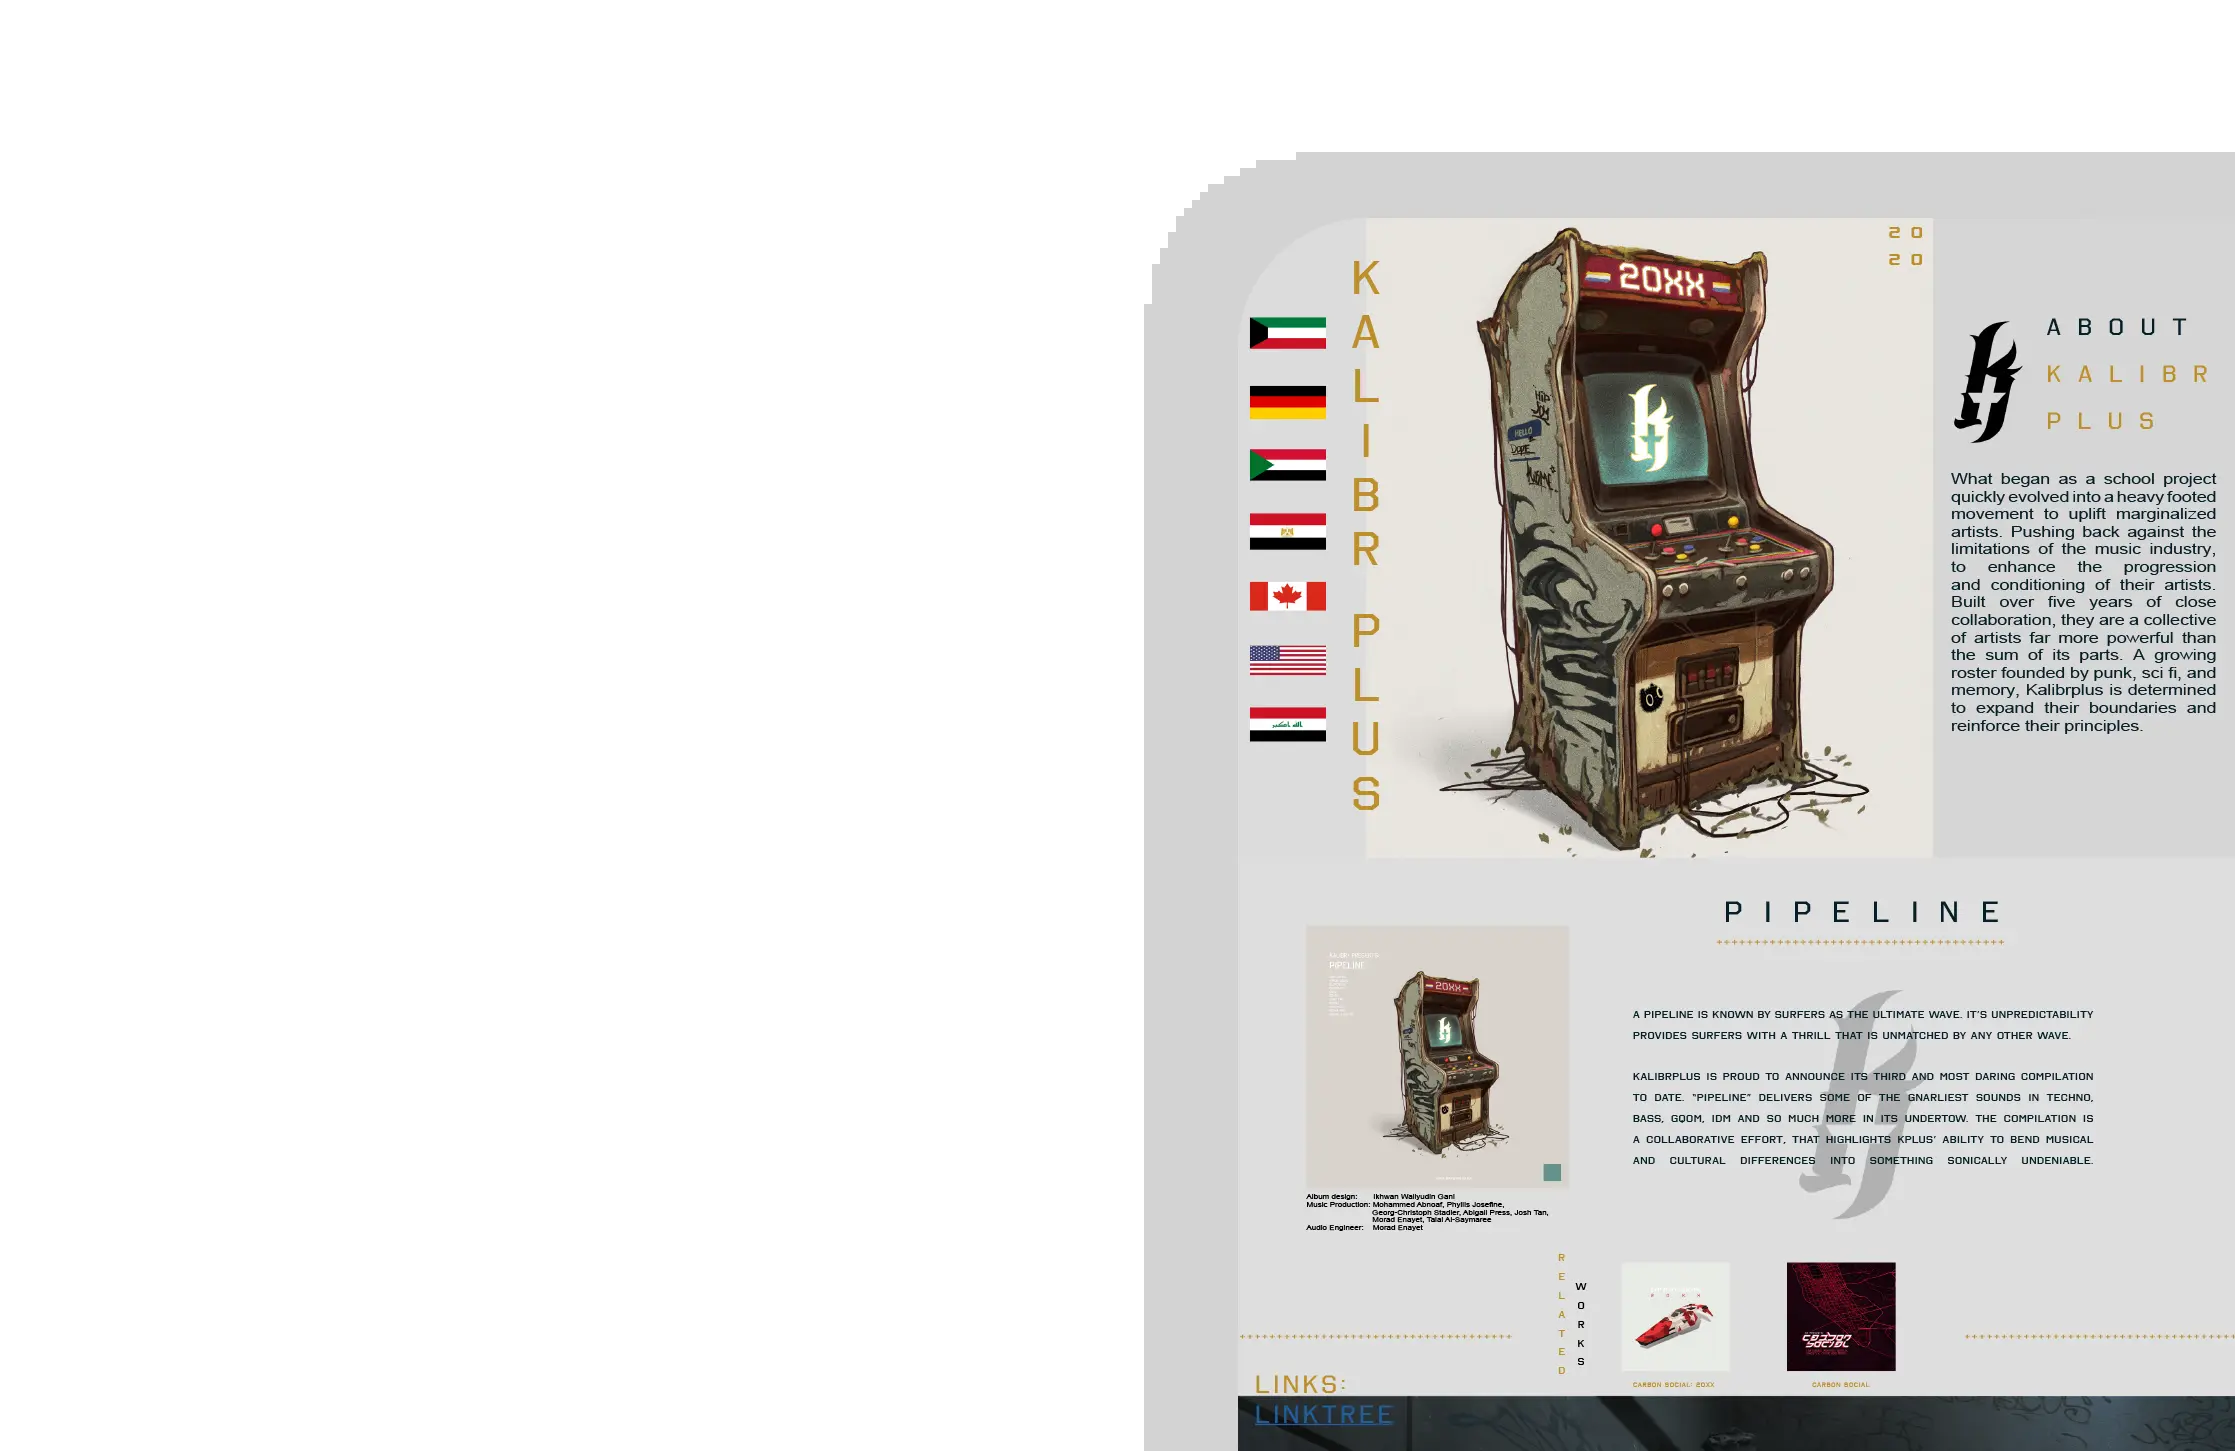 KALIBR PLUS
20
20
20XX
HELLO
DOPE
ABOUT
KALIBR
PLUS
What began as a school project
quickly evolved into a heavy footed
movement to uplift marginalized
artists. Pushing back against the
limitations of the music industry,
to enhance the progression
and conditioning of their artists.
Built over five years of close
collaboration, they are a collective
of artists far more powerful than
the sum of its parts. A growing
roster founded by punk, sci fi, and
memory, Kalibrplus is determined
to expand their boundaries and
reinforce their principles.
الله اكبر
PIPELINE
PIPELINE
20XX
A PIPELINE IS KNOWN BY SURFERS AS THE ULTIMATE WAVE. IT'S UNPREDICTABILITY
PROVIDES SURFERS WITH A THRILL THAT IS UNMATCHED BY ANY OTHER WAVE.
KALIBRPLUS IS PROUD TO ANNOUNCE ITS THIRD AND MOST DARING COMPILATION
TO DATE. "PIPELINE" DELIVERS SOME OF THE GNARLIEST SOUNDS IN TECHNO,
BASS, GQOM, IDM AND SO MUCH MORE IN ITS UNDERTOW. THE COMPILATION IS
A COLLABORATIVE EFFORT, THAT HIGHLIGHTS KPLUS' ABILITY TO BEND MUSICAL
AND CULTURAL DIFFERENCES INTO SOMETHING SONICALLY UNDENIABLE.
Album design: Ikhwan Waliyudin Gani
Music Production: Mohammed Abnoaf, Phyllis Josefine,
Georg-Christoph Stadler, Abigail Press, Josh Tan,
Morad Enayet, Talal Al-Saymaree
Audio Engineer: Morad Enayet
RELATED
WORKS
CARBON SOCIAL
CARBON SOCIAL: 20XX
CARBON SOCIAL
LINKS:
LINKTREE